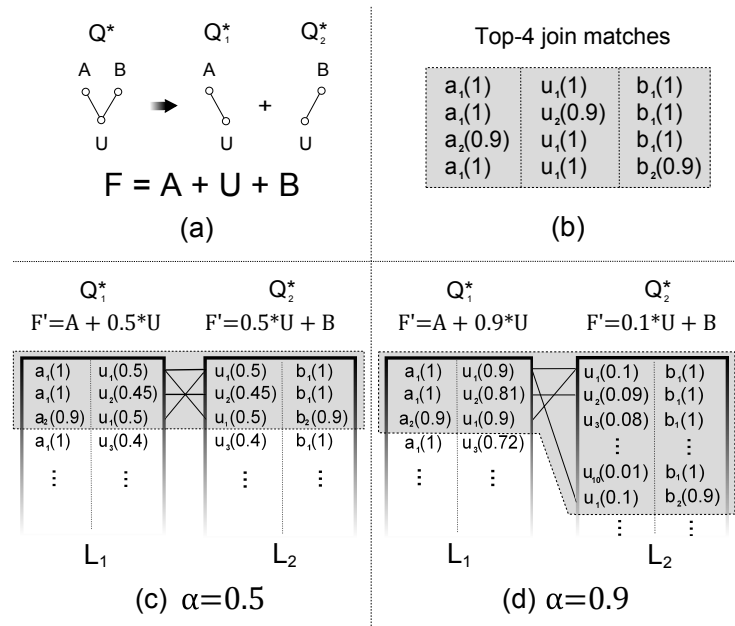 Q* Q*₁ Q*₂
A B A B
+
U U U
F = A + U + B
(a)
Top-4 join matches
a₁(1) u₁(1) b₁(1)
a₁(1) u₂(0.9) b₁(1)
a₂(0.9) u₁(1) b₁(1)
a₁(1) u₁(1) b₂(0.9)
(b)
Q*₁ Q*₂
F'=A + 0.5*U F'=0.5*U + B
a₁(1) u₁(0.5) u₁(0.5) b₁(1)
a₁(1) u₂(0.45) u₂(0.45) b₁(1)
a₂(0.9) u₁(0.5) u₁(0.5) b₂(0.9)
a₁(1) u₃(0.4) u₃(0.4) b₁(1)
⋮ ⋮ ⋮ ⋮
L₁ L₂
(c) α=0.5
Q*₁ Q*₂
F'=A + 0.9*U F'=0.1*U + B
a₁(1) u₁(0.9) u₁(0.1) b₁(1)
a₁(1) u₂(0.81) u₂(0.09) b₁(1)
a₂(0.9) u₁(0.9) u₃(0.08) b₁(1)
a₁(1) u₃(0.72) ⋮ ⋮
⋮ ⋮ u₁₀(0.01) b₁(1)
u₁(0.1) b₂(0.9)
⋮ ⋮
L₁ L₂
(d) α=0.9